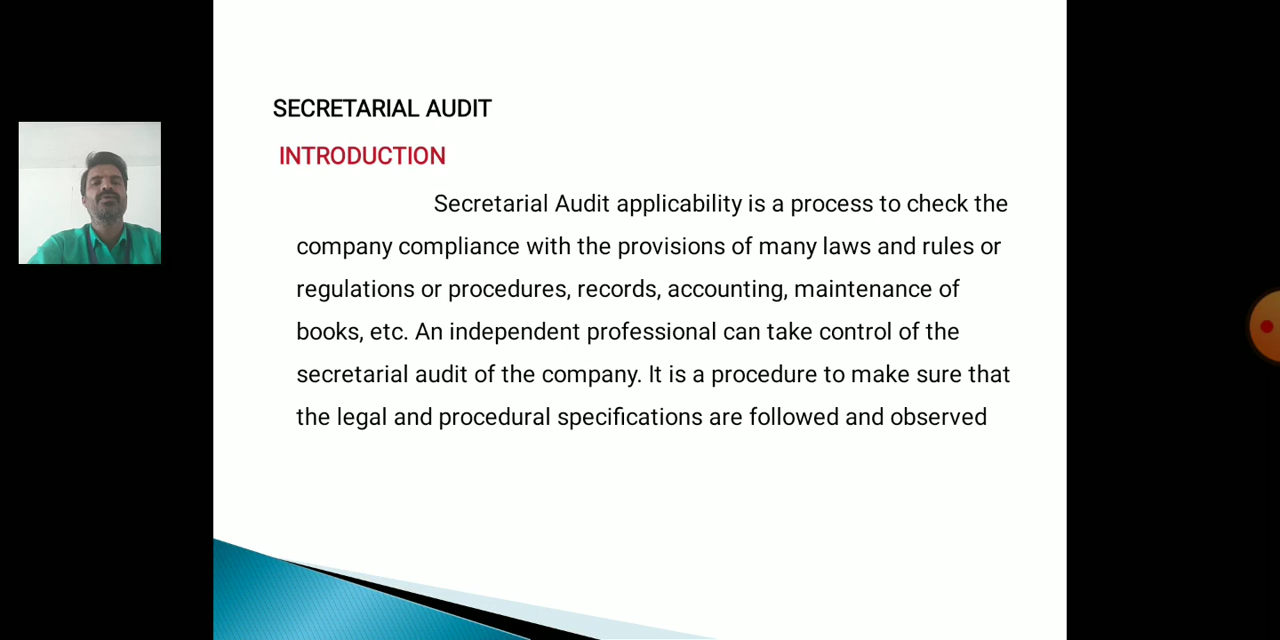 SECRETARIAL AUDIT
INTRODUCTION
Secretarial Audit applicability is a process to check the
company compliance with the provisions of many laws and rules or
regulations or procedures, records, accounting, maintenance of
books, etc. An independent professional can take control of the
secretarial audit of the company. It is a procedure to make sure that
the legal and procedural specifications are followed and observed